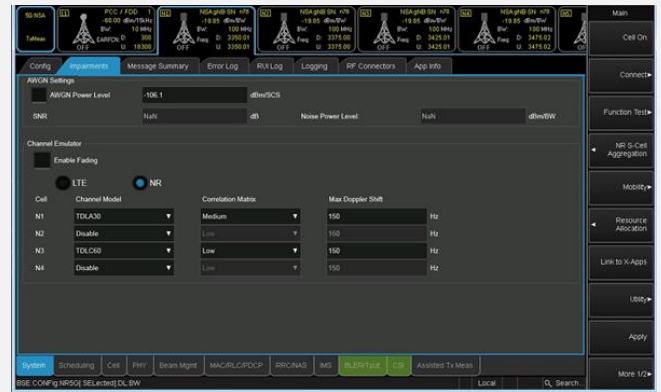 5G NSA
TxMeas
L1 PCC / FDD 1
-60.00 dBm/15kHz
BW: 10 MHz
EARFCN D: 300
U: 18300
OFF
N1 NSAgNB SN n78
-19.85 dBm/BW
BW: 100 MHz
Freq D: 3350.01
U: 3350.01
OFF
N2 NSAgNB SN n78
-19.85 dBm/BW
BW: 100 MHz
Freq D: 3375.00
U: 3375.00
OFF
N3 NSAgNB SN n78
-19.85 dBm/BW
BW: 100 MHz
Freq D: 3425.01
U: 3425.01
OFF
NSAgNB SN n78
-19.85 dBm/BW
BW: 100 MHz
Freq D: 3475.02
U: 3475.02
OFF
Main
Cell On
Connect
Function Test
NR S-Cell
Aggregation
Mobility
Resource
Allocation
Link to X-Apps
Utility
Apply
More 1/2
Config Impairments Message Summary Error Log RUI Log Logging RF Connectors App Info
AWGN Settings
AWGN Power Level -106.1 dBm/SCS
SNR NaN dB Noise Power Level: NaN dBm/BW
Channel Emulator
Enable Fading
LTE NR
Cell Channel Model Correlation Matrix Max Doppler Shift
N1 TDLA30 Medium 150 Hz
N2 Disable Low 150 Hz
N3 TDLC60 Low 150 Hz
N4 Disable Low 150 Hz
System Scheduling Cell PHY Beam Mgmt MAC/RLC/PDCP RRC/NAS IMS BLER/Tput CSI Assisted Tx Meas
BSE:CONFig:NR5G[:SELected]:DL:BW Local Search...